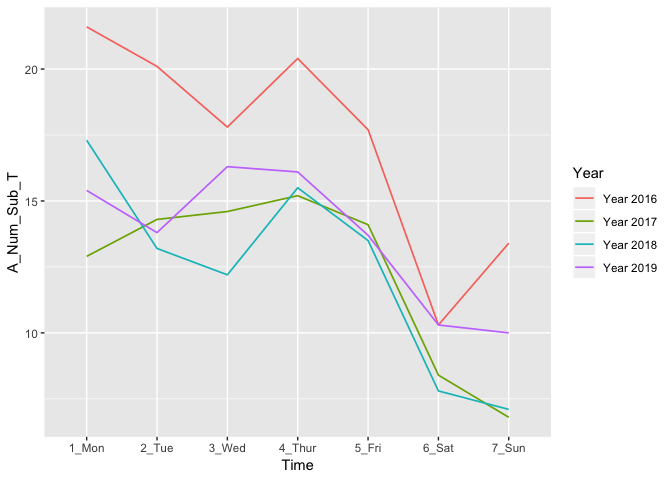 A_Num_Sub_T
20
15
10
1_Mon 2_Tue 3_Wed 4_Thur 5_Fri 6_Sat 7_Sun
Time
Year
Year 2016
Year 2017
Year 2018
Year 2019